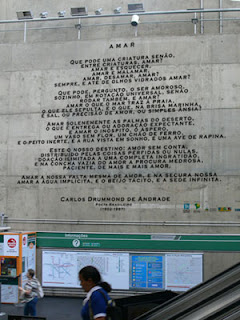 AMAR
QUE PODE UMA CRIATURA SENÃO,
ENTRE CRIATURAS, AMAR?
AMAR E ESQUECER,
AMAR E MALAMAR,
AMAR, DESAMAR, AMAR?
SEMPRE, E ATÉ DE OLHOS VIDRADOS AMAR?
QUE PODE, PERGUNTO, O SER AMOROSO,
SOZINHO, EM ROTAÇÃO UNIVERSAL, SENÃO
RODAR TAMBÉM, E AMAR?
AMAR O QUE O MAR TRAZ À PRAIA,
O QUE ELE SEPULTA, E O QUE, NA BRISA MARINHA,
É SAL, OU PRECISÃO DE AMOR, OU SIMPLES ÂNSIA?
AMAR SOLENEMENTE AS PALMAS DO DESERTO,
O QUE É ENTREGA OU ADORAÇÃO EXPECTANTE,
E AMAR O INÓSPITO, O ÁSPERO,
UM VASO SEM FLOR, UM CHÃO DE FERRO,
E O PEITO INERTE, E A RUA VISTA EM SONHO, E UMA AVE DE RAPINA.
ESTE O NOSSO DESTINO: AMOR SEM CONTA,
DISTRIBUÍDO PELAS COISAS PÉRFIDAS OU NULAS,
DOAÇÃO ILIMITADA A UMA COMPLETA INGRATIDÃO,
E NA CONCHA VAZIA DO AMOR A PROCURA MEDROSA,
PACIENTE, DE MAIS E MAIS AMOR.
AMAR A NOSSA FALTA MESMA DE AMOR, E NA SECURA NOSSA
AMAR A ÁGUA IMPLÍCITA, E O BEIJO TÁCITO, E A SEDE INFINITA.
CARLOS DRUMMOND DE ANDRADE
POETA BRASILEIRO
(1902-1987)
Informações